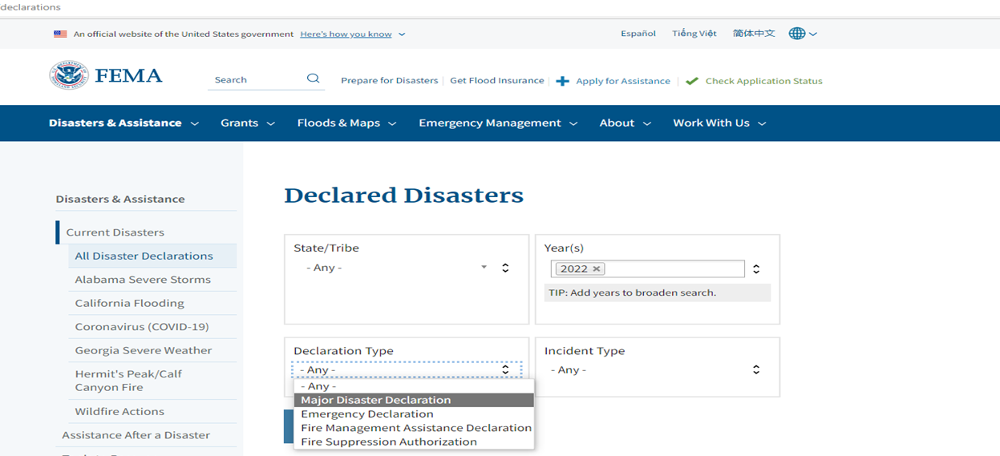 declarations
An official website of the United States government Here's how you know
Español Tiếng Việt 简体中文
FEMA
Search
Prepare for Disasters Get Flood Insurance Apply for Assistance Check Application Status
Disasters & Assistance Grants Floods & Maps Emergency Management About Work With Us
Disasters & Assistance
Current Disasters
All Disaster Declarations
Alabama Severe Storms
California Flooding
Coronavirus (COVID-19)
Georgia Severe Weather
Hermit's Peak/Calf
Canyon Fire
Wildfire Actions
Assistance After a Disaster
Declared Disasters
State/Tribe
- Any -
Year(s)
2022 ×
TIP: Add years to broaden search.
Declaration Type
- Any -
- Any -
Major Disaster Declaration
Emergency Declaration
Fire Management Assistance Declaration
Fire Suppression Authorization
Incident Type
- Any -